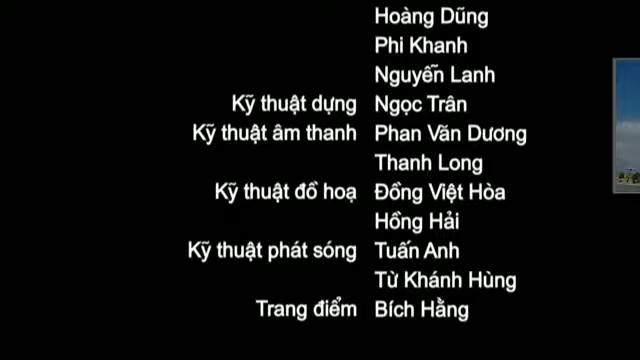 Hoàng Dũng
Phi Khanh
Nguyễn Lanh
Kỹ thuật dựng Ngọc Trân
Kỹ thuật âm thanh Phan Văn Dương
Thanh Long
Kỹ thuật đồ hoạ Đồng Việt Hòa
Hồng Hải
Kỹ thuật phát sóng Tuấn Anh
Từ Khánh Hùng
Trang điểm Bích Hằng